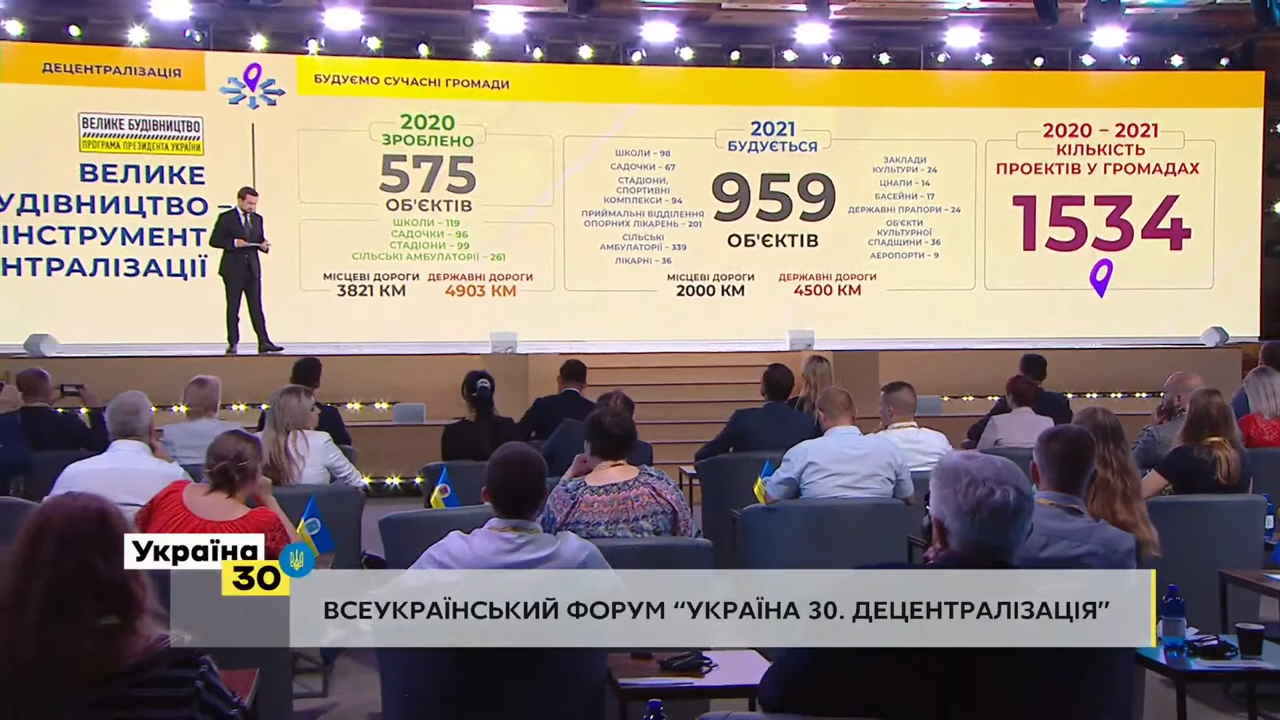 ДЕЦЕНТРАЛІЗАЦІЯ
ВЕЛИКЕ БУДІВНИЦТВО
ПРОГРАМА ПРЕЗИДЕНТА УКРАЇНИ
ВЕЛИКЕ
УДІВНИЦТВО –
ІНСТРУМЕНТ
НТРАЛІЗАЦІЇ
БУДУЄМО СУЧАСНІ ГРОМАДИ
2020
ЗРОБЛЕНО
575
ОБ'ЄКТІВ
ШКОЛИ – 119
САДОЧКИ – 96
СТАДІОНИ – 99
СІЛЬСЬКІ АМБУЛАТОРІЇ – 261
МІСЦЕВІ ДОРОГИ
3821 КМ
ДЕРЖАВНІ ДОРОГИ
4903 КМ
2021
БУДУЄТЬСЯ
ШКОЛИ – 98
САДОЧКИ – 67
СТАДІОНИ,
СПОРТИВНІ
КОМПЛЕКСИ – 94
ПРИЙМАЛЬНІ ВІДДІЛЕННЯ
ОПОРНИХ ЛІКАРЕНЬ – 201
СІЛЬСЬКІ
АМБУЛАТОРІЇ – 339
ЛІКАРНІ – 36
959
ОБ'ЄКТІВ
ЗАКЛАДИ
КУЛЬТУРИ – 24
ЦНАПИ – 14
БАСЕЙНИ – 17
ДЕРЖАВНІ ПРАПОРИ – 24
ОБ'ЄКТИ
КУЛЬТУРНОЇ
СПАДЩИНИ – 36
АЕРОПОРТИ – 9
МІСЦЕВІ ДОРОГИ
2000 КМ
ДЕРЖАВНІ ДОРОГИ
4500 КМ
2020 – 2021
КІЛЬКІСТЬ
ПРОЕКТІВ У ГРОМАДАХ
1534
Україна
30
ВСЕУКРАЇНСЬКИЙ ФОРУМ “УКРАЇНА 30. ДЕЦЕНТРАЛІЗАЦІЯ”